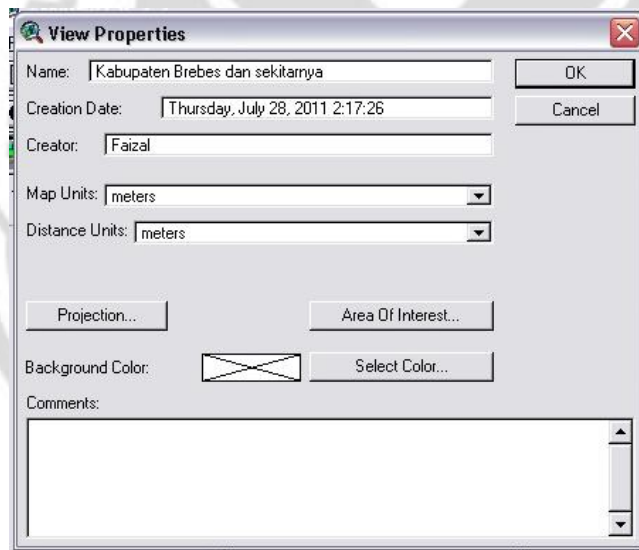 View Properties
Name: Kabupaten Brebes dan sekitarnya
OK
Creation Date: Thursday, July 28, 2011 2:17:26
Cancel
Creator: Faizal
Map Units: meters
Distance Units: meters
Projection...
Area Of Interest...
Background Color:
Select Color...
Comments: